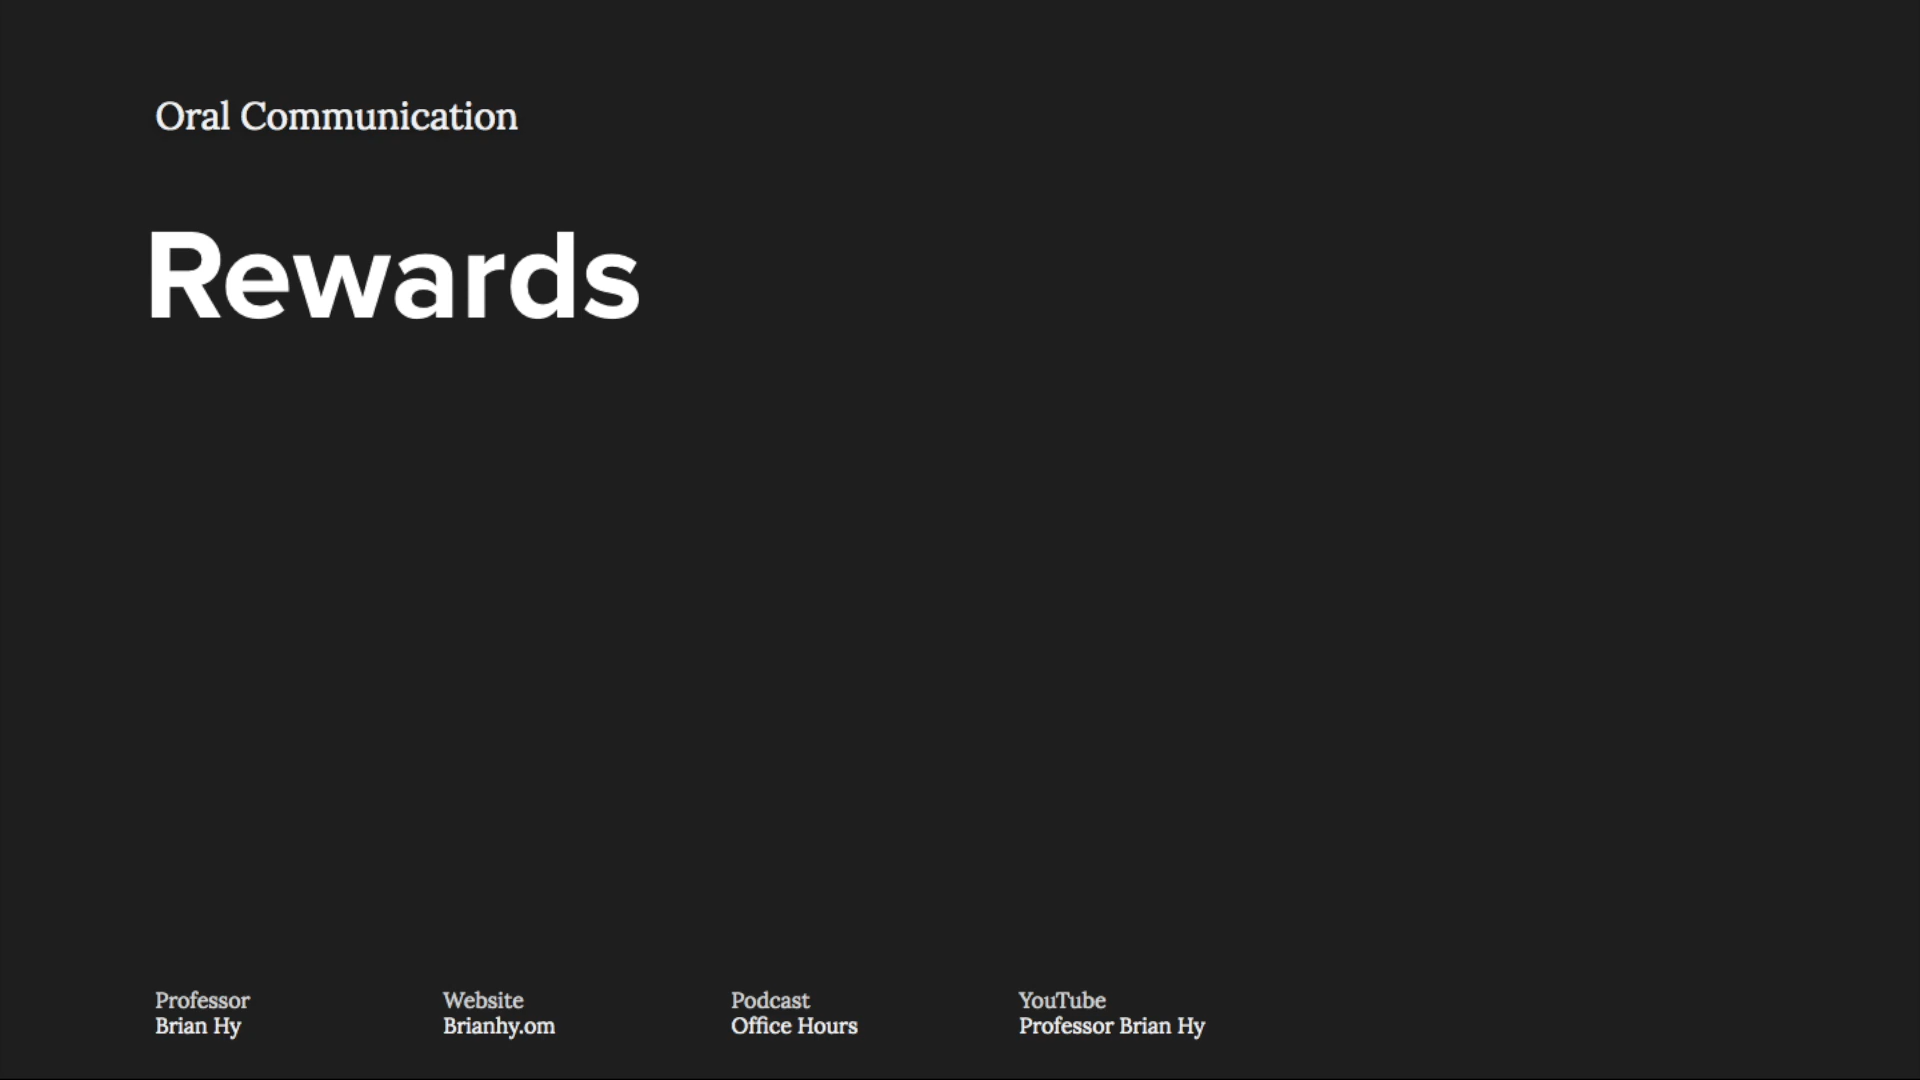 Oral Communication
Rewards
Professor
Brian Hy
Website
Brianhy.om
Podcast
Office Hours
YouTube
Professor Brian Hy